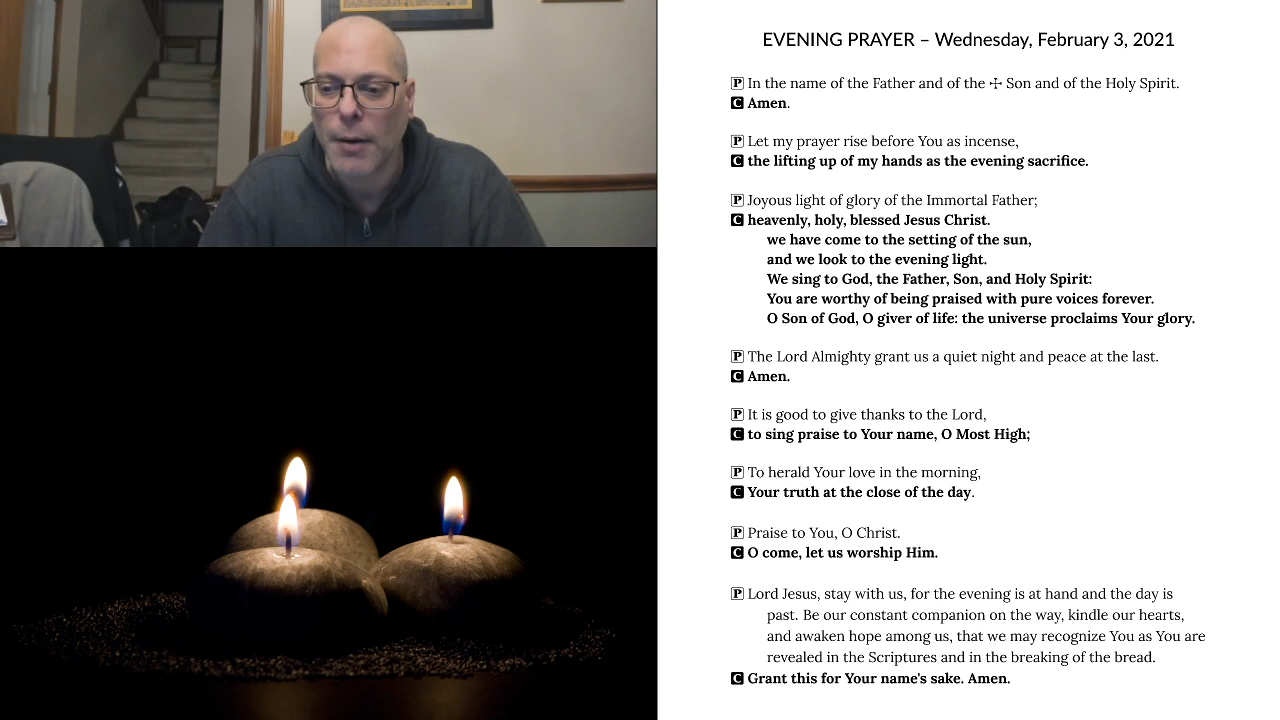 EVENING PRAYER – Wednesday, February 3, 2021
P In the name of the Father and of the ☩ Son and of the Holy Spirit.
C Amen.
P Let my prayer rise before You as incense,
C the lifting up of my hands as the evening sacrifice.
P Joyous light of glory of the Immortal Father;
C heavenly, holy, blessed Jesus Christ.
we have come to the setting of the sun,
and we look to the evening light.
We sing to God, the Father, Son, and Holy Spirit:
You are worthy of being praised with pure voices forever.
O Son of God, O giver of life: the universe proclaims Your glory.
P The Lord Almighty grant us a quiet night and peace at the last.
C Amen.
P It is good to give thanks to the Lord,
C to sing praise to Your name, O Most High;
P To herald Your love in the morning,
C Your truth at the close of the day.
P Praise to You, O Christ.
C O come, let us worship Him.
P Lord Jesus, stay with us, for the evening is at hand and the day is
past. Be our constant companion on the way, kindle our hearts,
and awaken hope among us, that we may recognize You as You are
revealed in the Scriptures and in the breaking of the bread.
C Grant this for Your name's sake. Amen.